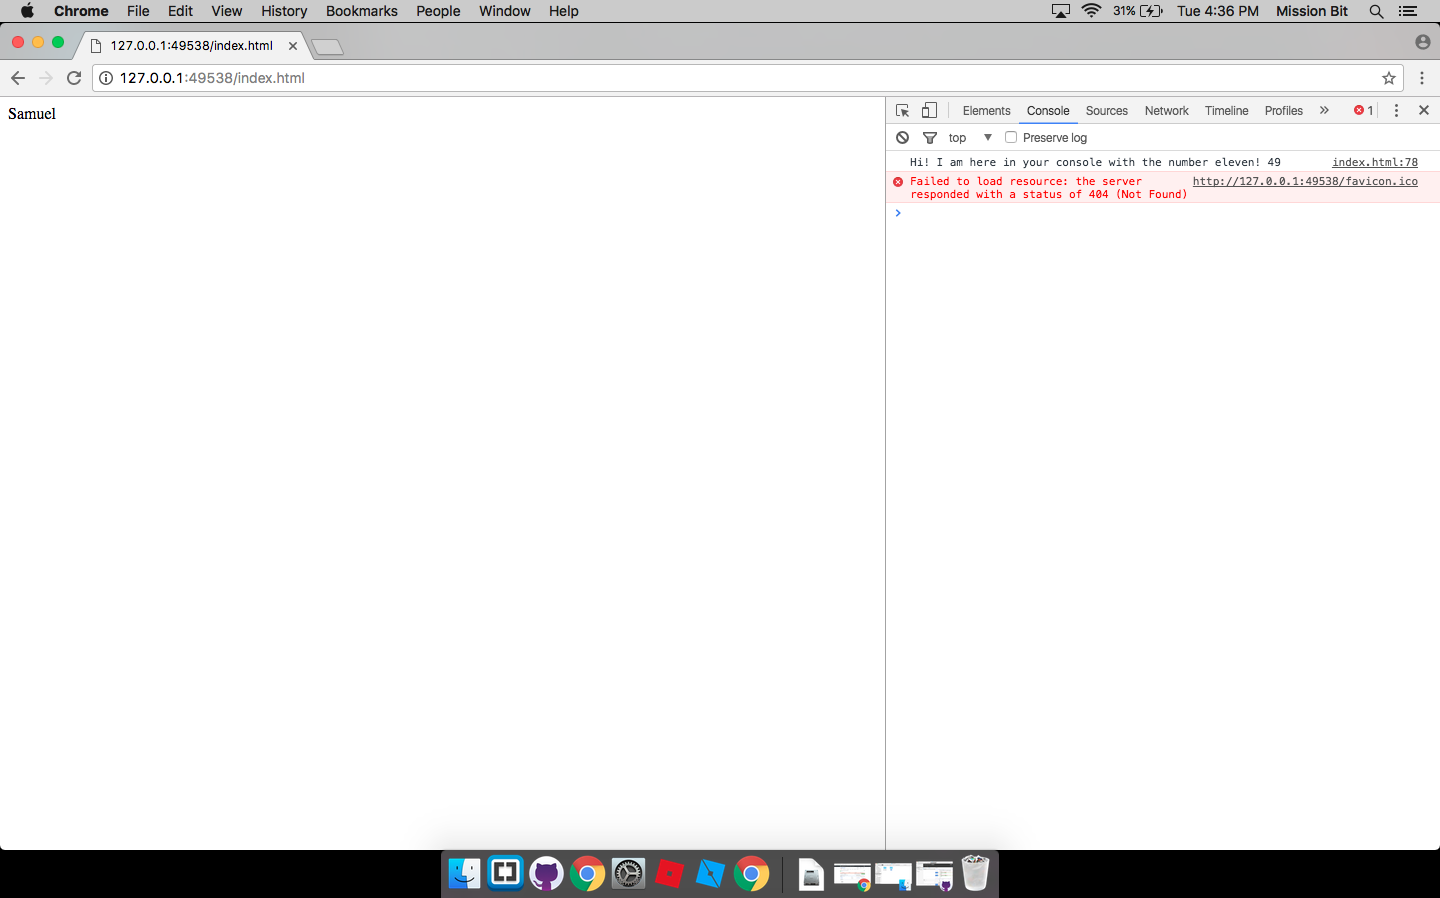 Chrome File Edit View History Bookmarks People Window Help 31% Tue 4:36 PM Mission Bit
127.0.0.1:49538/index.html
127.0.0.1:49538/index.html
Samuel
Elements Console Sources Network Timeline Profiles » 1
top Preserve log
Hi! I am here in your console with the number eleven! 49 index.html:78
Failed to load resource: the server http://127.0.0.1:49538/favicon.ico
responded with a status of 404 (Not Found)